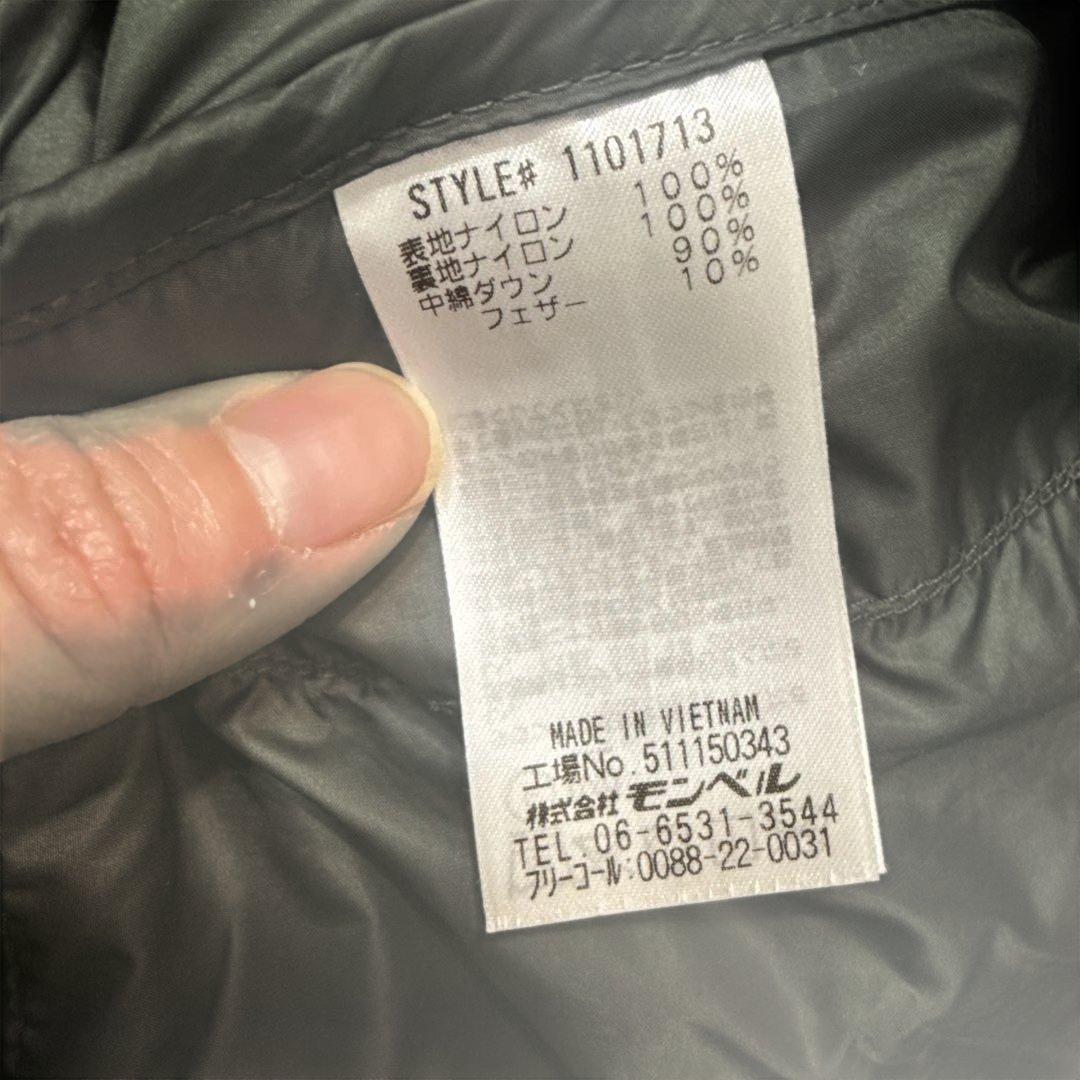 STYLE# 1101713
表地ナイロン 100%
裏地ナイロン 100%
中綿ダウン 90%
フェザー 10%
MADE IN VIETNAM
工場No.511150343
株式会社モンベル
TEL.06-6531-3544
フリーコール:0088-22-0031